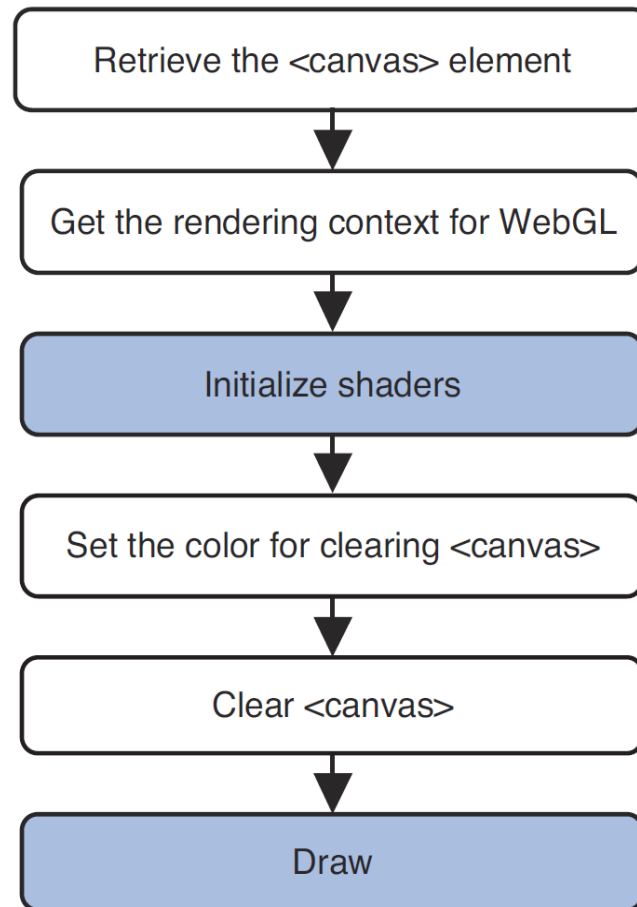 Retrieve the <canvas> element
Get the rendering context for WebGL
Initialize shaders
Set the color for clearing <canvas>
Clear <canvas>
Draw